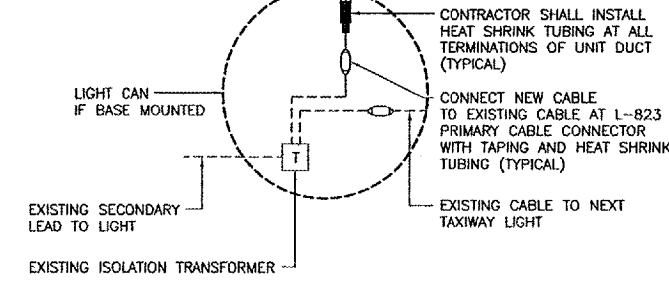 CONTRACTOR SHALL INSTALL
HEAT SHRINK TUBING AT ALL
TERMINATIONS OF UNIT DUCT
(TYPICAL)
LIGHT CAN
IF BASE MOUNTED
CONNECT NEW CABLE
TO EXISTING CABLE AT L-823
PRIMARY CABLE CONNECTOR
WITH TAPING AND HEAT SHRINK
TUBING (TYPICAL)
T
EXISTING SECONDARY
LEAD TO LIGHT
EXISTING CABLE TO NEXT
TAXIWAY LIGHT
EXISTING ISOLATION TRANSFORMER